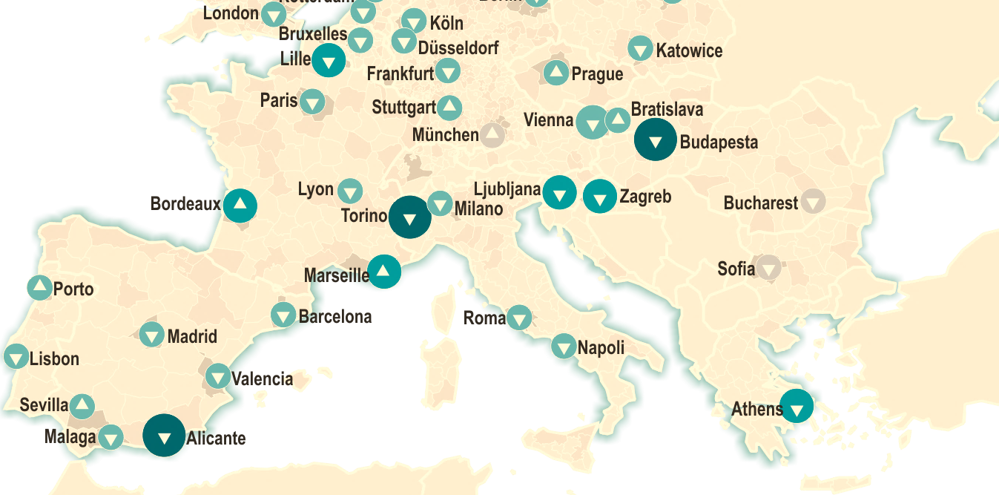 London
Köln
Bruxelles
Düsseldorf
Lille
Katowice
Frankfurt
Prague
Paris
Stuttgart
Bratislava
Vienna
München
Budapesta
Lyon
Ljubljana
Zagreb
Bordeaux
Torino
Milano
Bucharest
Sofia
Marseille
Porto
Barcelona
Roma
Madrid
Napoli
Lisbon
Valencia
Sevilla
Athens
Malaga
Alicante